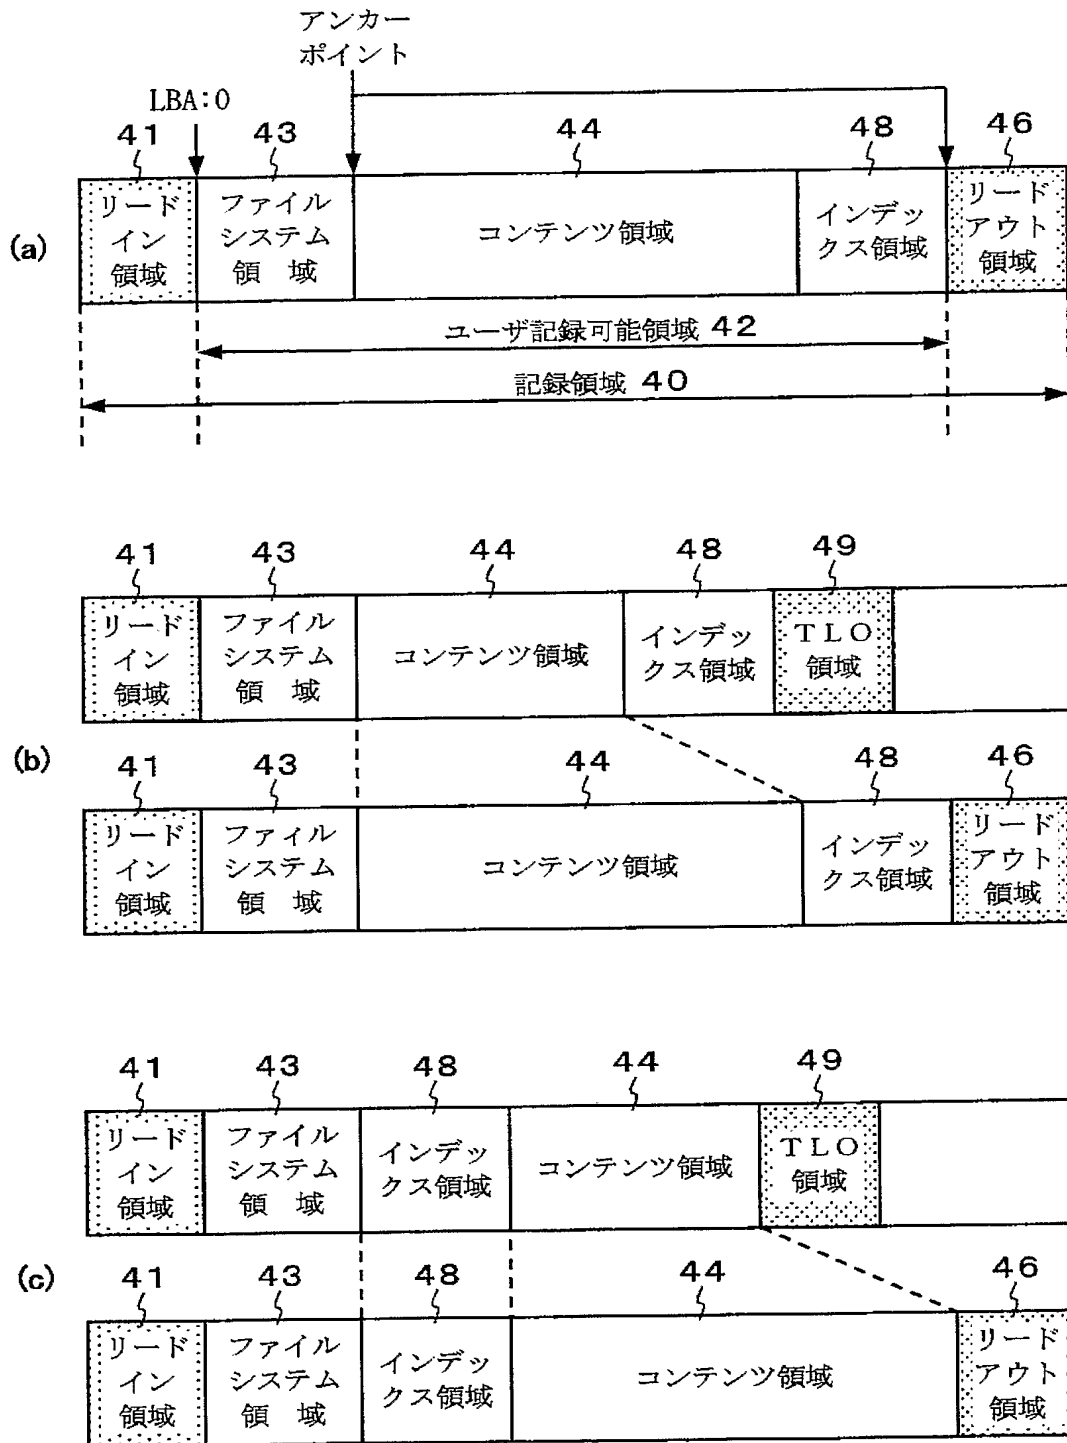 アンカー
ポイント
LBA:0
41 43 44 48 46
(a)
リード
イン
領域
ファイル
システム
領 域
コンテンツ領域
インデッ
クス領域
リード
アウト
領域
ユーザ記録可能領域 42
記録領域 40
41 43 44 48 49
リード
イン
領域
ファイル
システム
領 域
コンテンツ領域
インデッ
クス領域
TLO
領域
(b)
41 43 44 48 46
リード
イン
領域
ファィル
システム
領 域
コンテンツ領域
インデッ
クス領域
リード
アウト
領域
41 43 48 44 49
リード
イン
領域
ファイル
システム
領 域
インデッ
クス領域
コンテンツ領域
TLO
領域
(c)
41 43 48 44 46
リード
イン
領域
ファイル
システム
領 域
インデッ
クス領域
コンテンツ領域
リード
アウト
領域